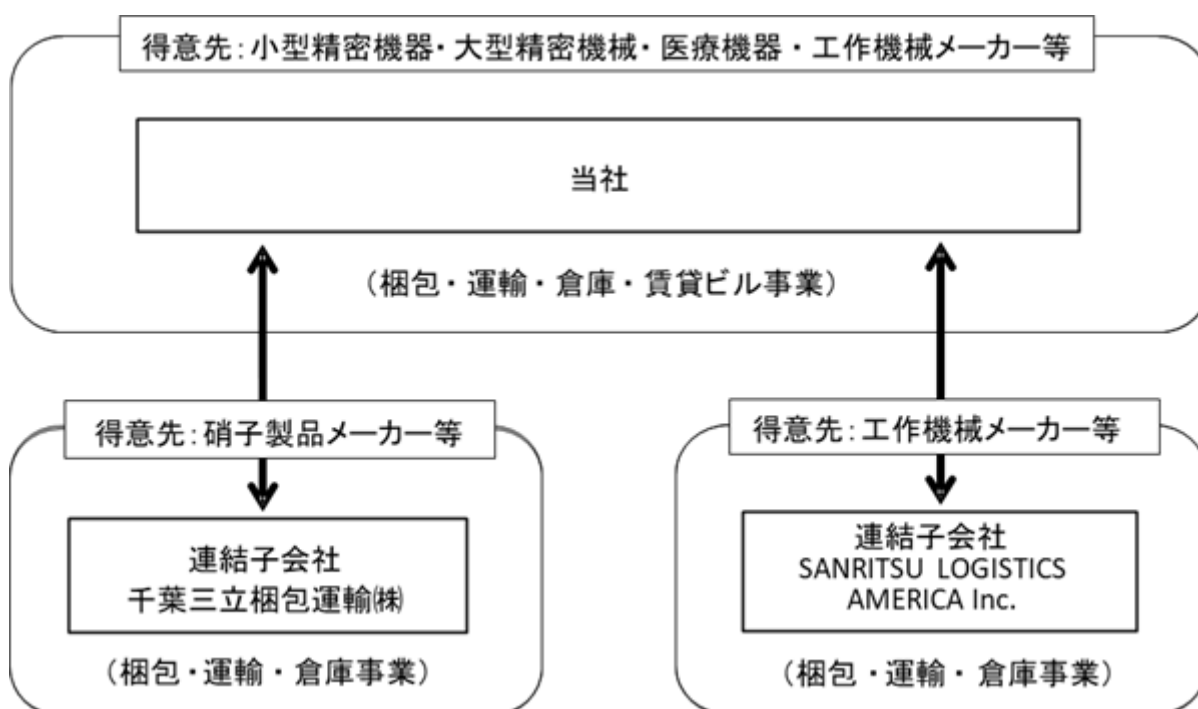 得意先:小型精密機器・大型精密機械・医療機器・工作機械メーカー等
当社
(梱包・運輸・倉庫・賃貸ビル事業)
得意先:硝子製品メーカー等
連結子会社
千葉三立梱包運輸㈱
(梱包・運輸・倉庫事業)
得意先:工作機械メーカー等
連結子会社
SANRITSU LOGISTICS
AMERICA Inc.
(梱包・運輸・倉庫事業)